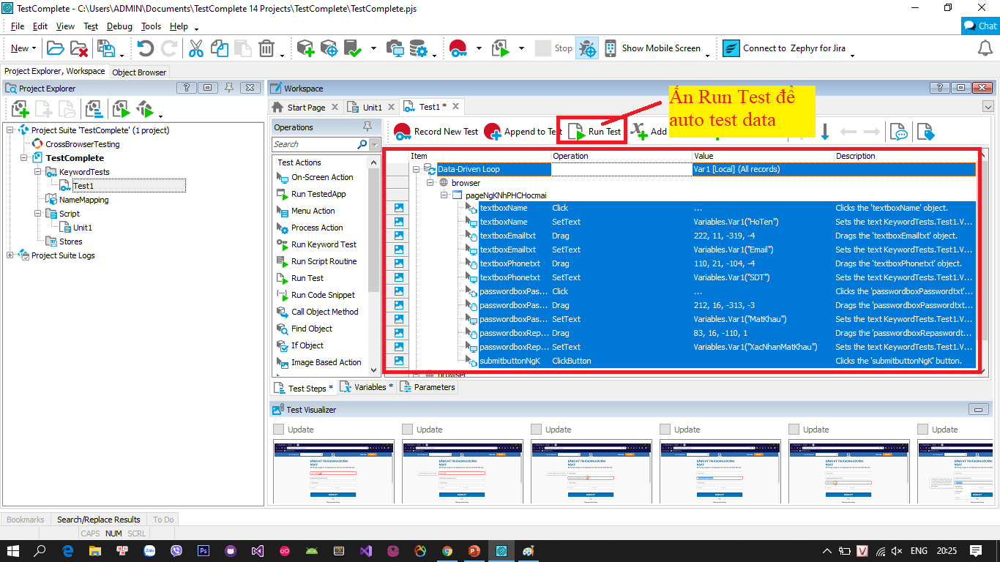 TestComplete - C:\Users\ADMIN\Documents\TestComplete 14 Projects\TestComplete\TestComplete.pjs
File Edit View Test Debug Tools Help
Chat
New Stop Show Mobile Screen Connect to Zephyr for Jira
Project Explorer, Workspace Object Browser
Project Explorer
Project Suite 'TestComplete' (1 project)
CrossBrowserTesting
TestComplete
KeywordTests
Test1
NameMapping
Script
Unit1
Stores
Project Suite Logs
Workspace
Start Page Unit1 Test1 *
Ấn Run Test để
auto test data
Operations
Search
Record New Test Append to Test Run Test Add
Test Actions
On-Screen Action
Run TestedApp
Menu Action
Process Action
Run Keyword Test
Run Script Routine
Run Test
Run Code Snippet
Call Object Method
Find Object
If Object
Image Based Action
Item Operation Value Description
Data-Driven Loop Var1 [Local] (All records)
browser
pageNgKNhPHCHocmai
textboxName Click ... Clicks the 'textboxName' object.
textboxName SetText Variables.Var1("HoTen") Sets the text KeywordTests.Test1.V...
textboxEmailtxt Drag 222, 11, -319, -4 Drags the 'textboxEmailtxt' object.
textboxEmailtxt SetText Variables.Var1("Email") Sets the text KeywordTests.Test1.V...
textboxPhonetxt Drag 110, 21, -104, -4 Drags the 'textboxPhonetxt' object.
textboxPhonetxt SetText Variables.Var1("SDT") Sets the text KeywordTests.Test1.V...
passwordboxPas... Click ... Clicks the 'passwordboxPasswordtxt'...
passwordboxPas... Drag 212, 16, -313, -3 Drags the 'passwordboxPasswordtxt...
passwordboxPas... SetText Variables.Var1("MatKhau") Sets the text KeywordTests.Test1.V...
passwordboxRep... Drag 83, 16, -110, 1 Drags the 'passwordboxRepaswordt...
passwordboxRep... SetText Variables.Var1("XacNhanMatKhau") Sets the text KeywordTests.Test1.V...
submitbuttonNgK ClickButton Clicks the 'submitbuttonNgK' button.
browser
Test Steps * Variables * Parameters
Test Visualizer
Update Update Update Update Update Update
Bookmarks Search/Replace Results To Do
CAPS NUM SCRL
ENG 20:25